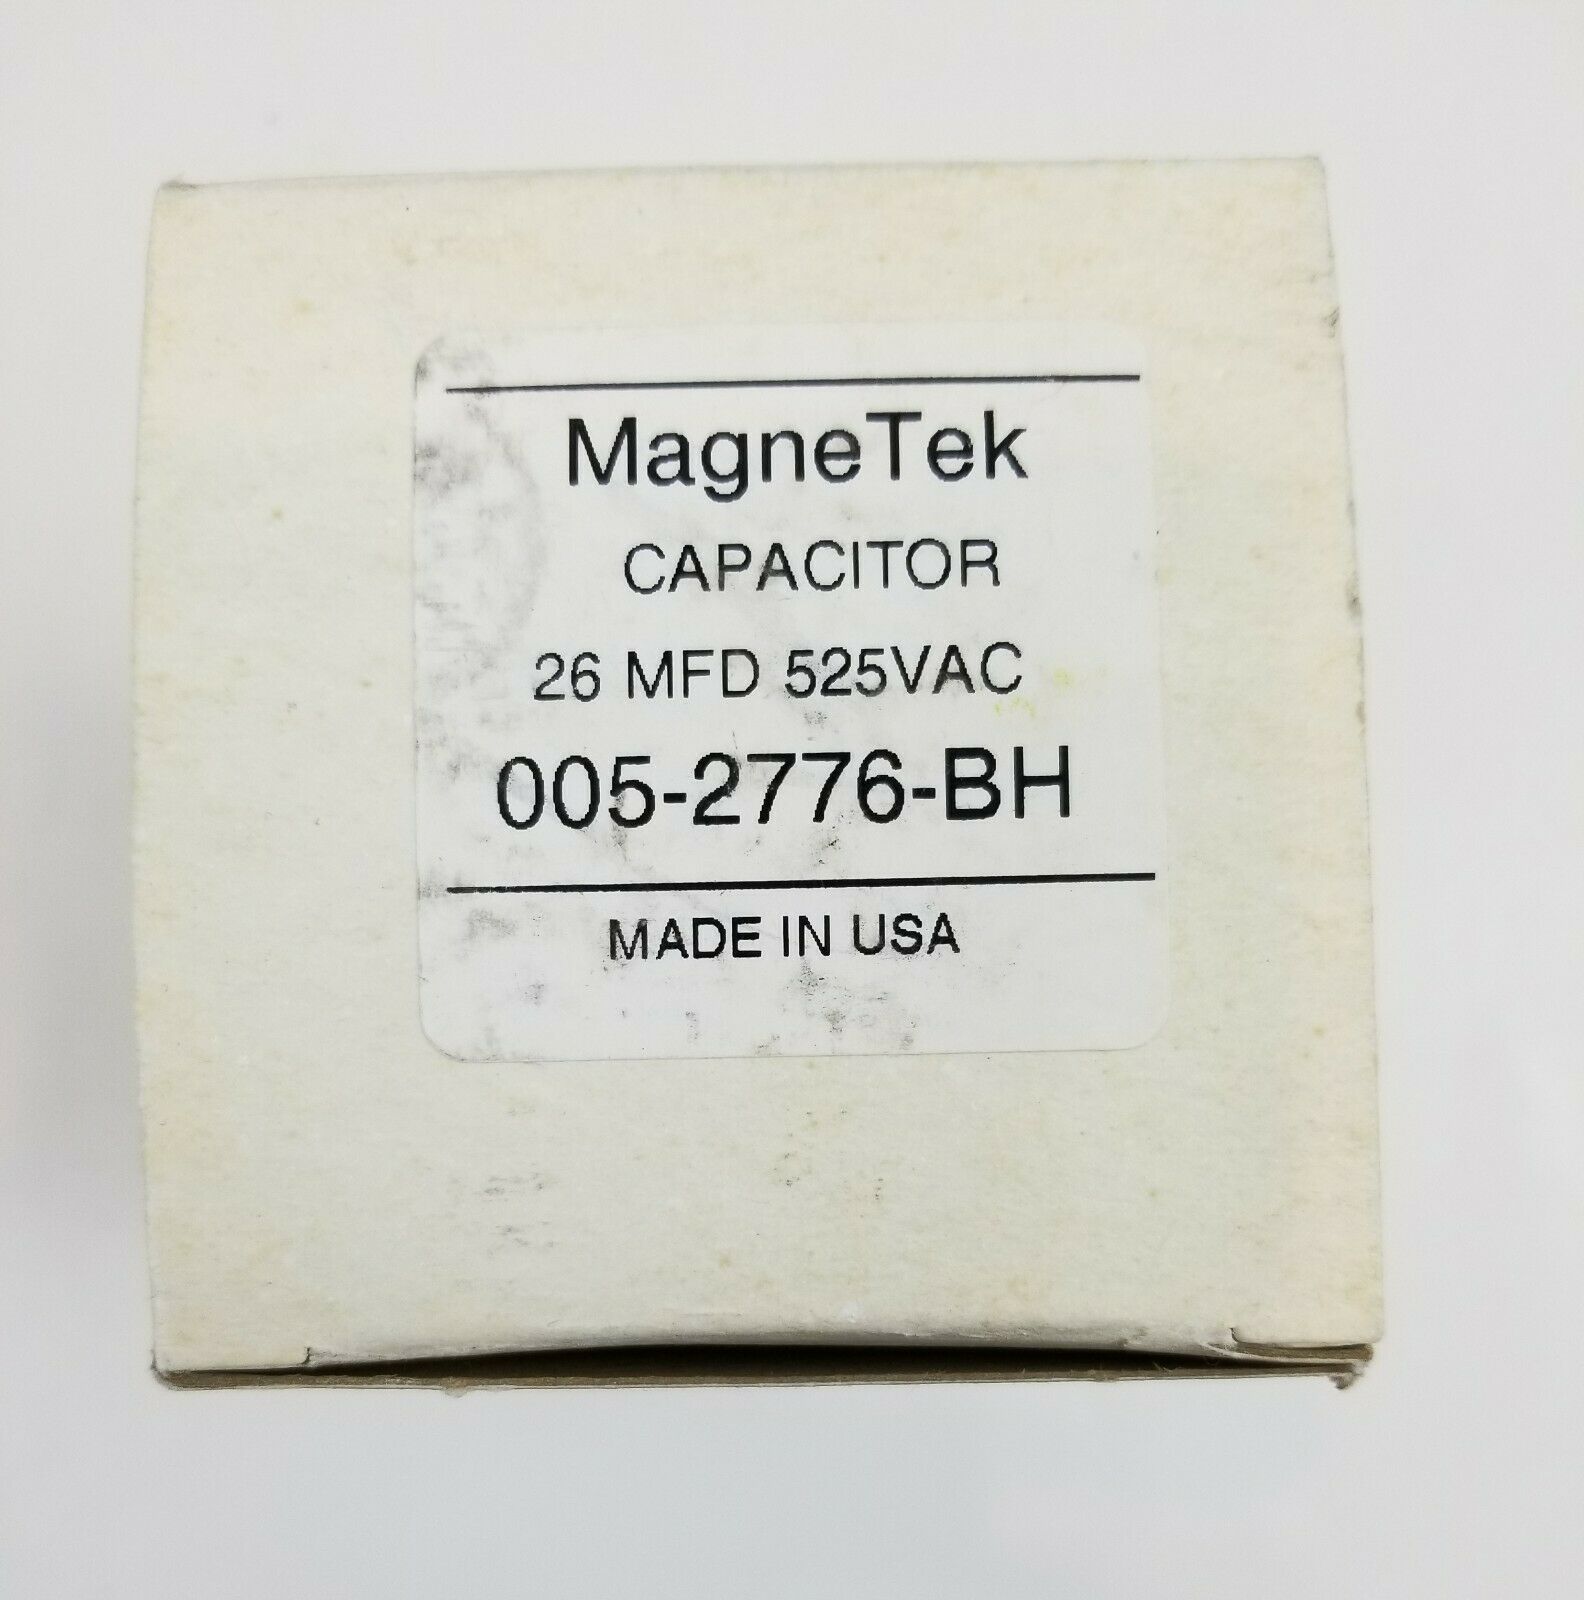 MagneTek
CAPACITOR
26 MFD 525VAC
005-2776-BH
MADE IN USA